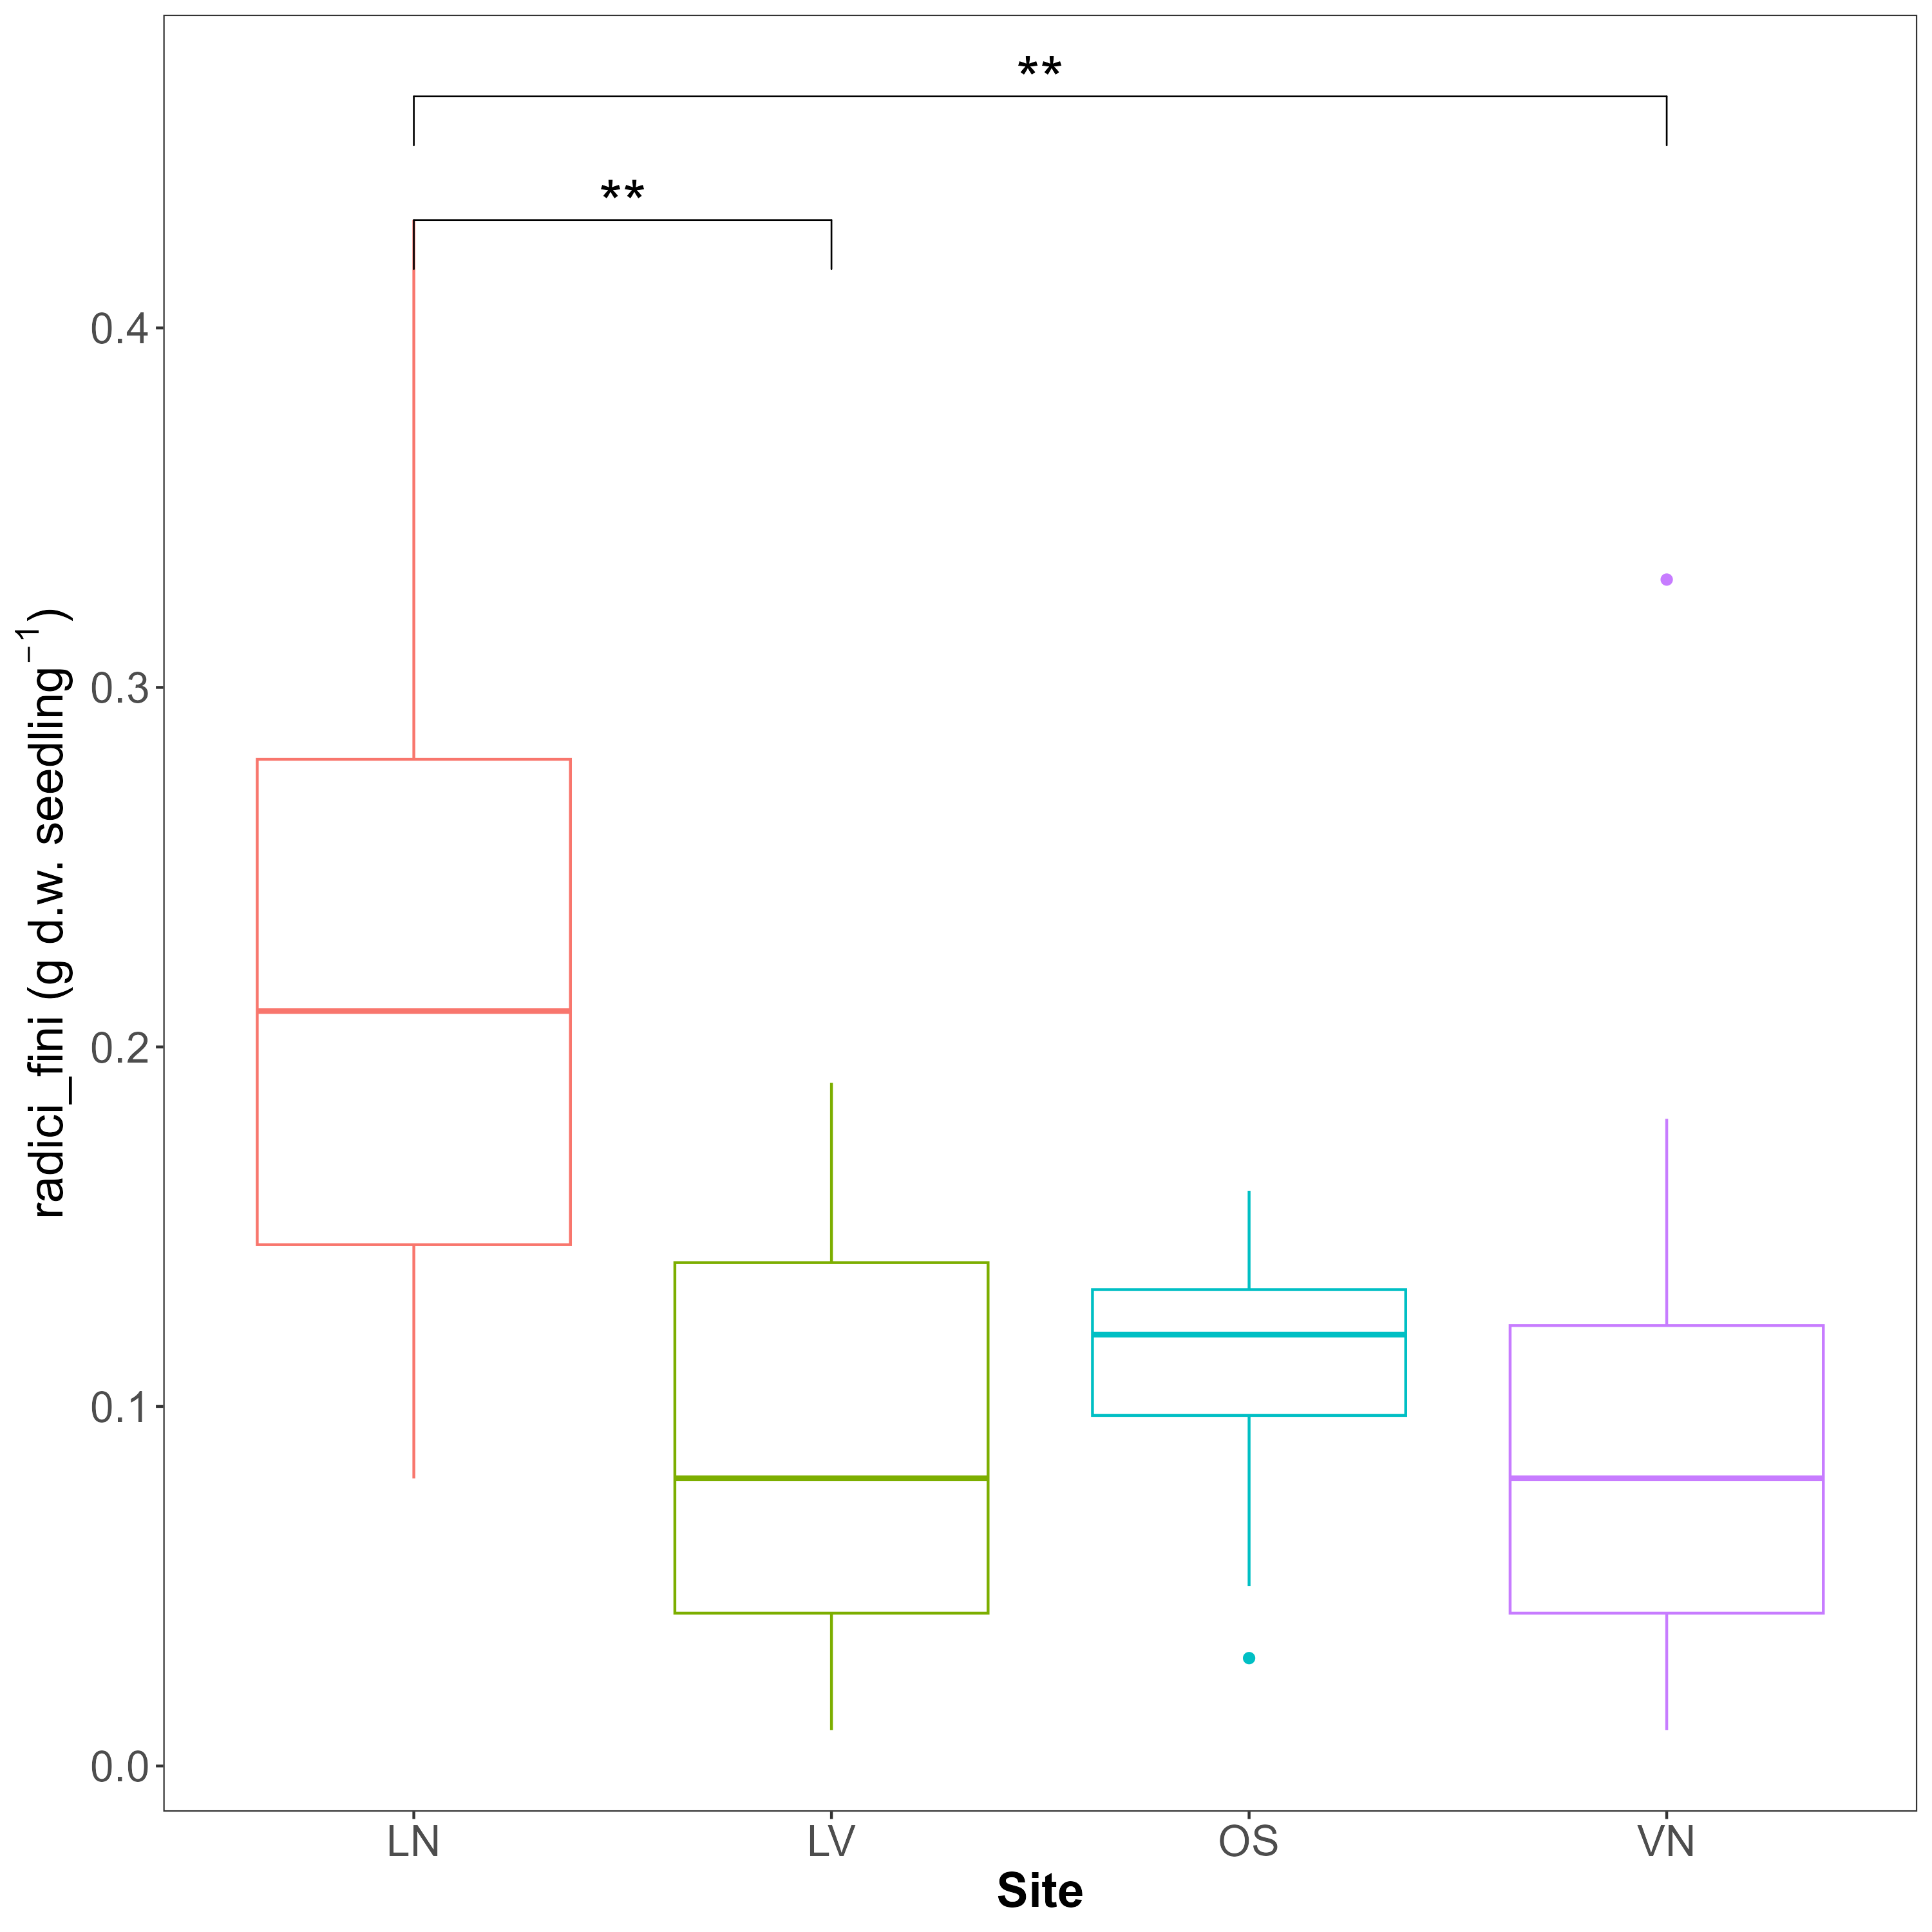 **
**
0.4
0.3
0.2
0.1
0.0
radici_fini (g d.w. seedling⁻¹)
LN LV OS VN
Site